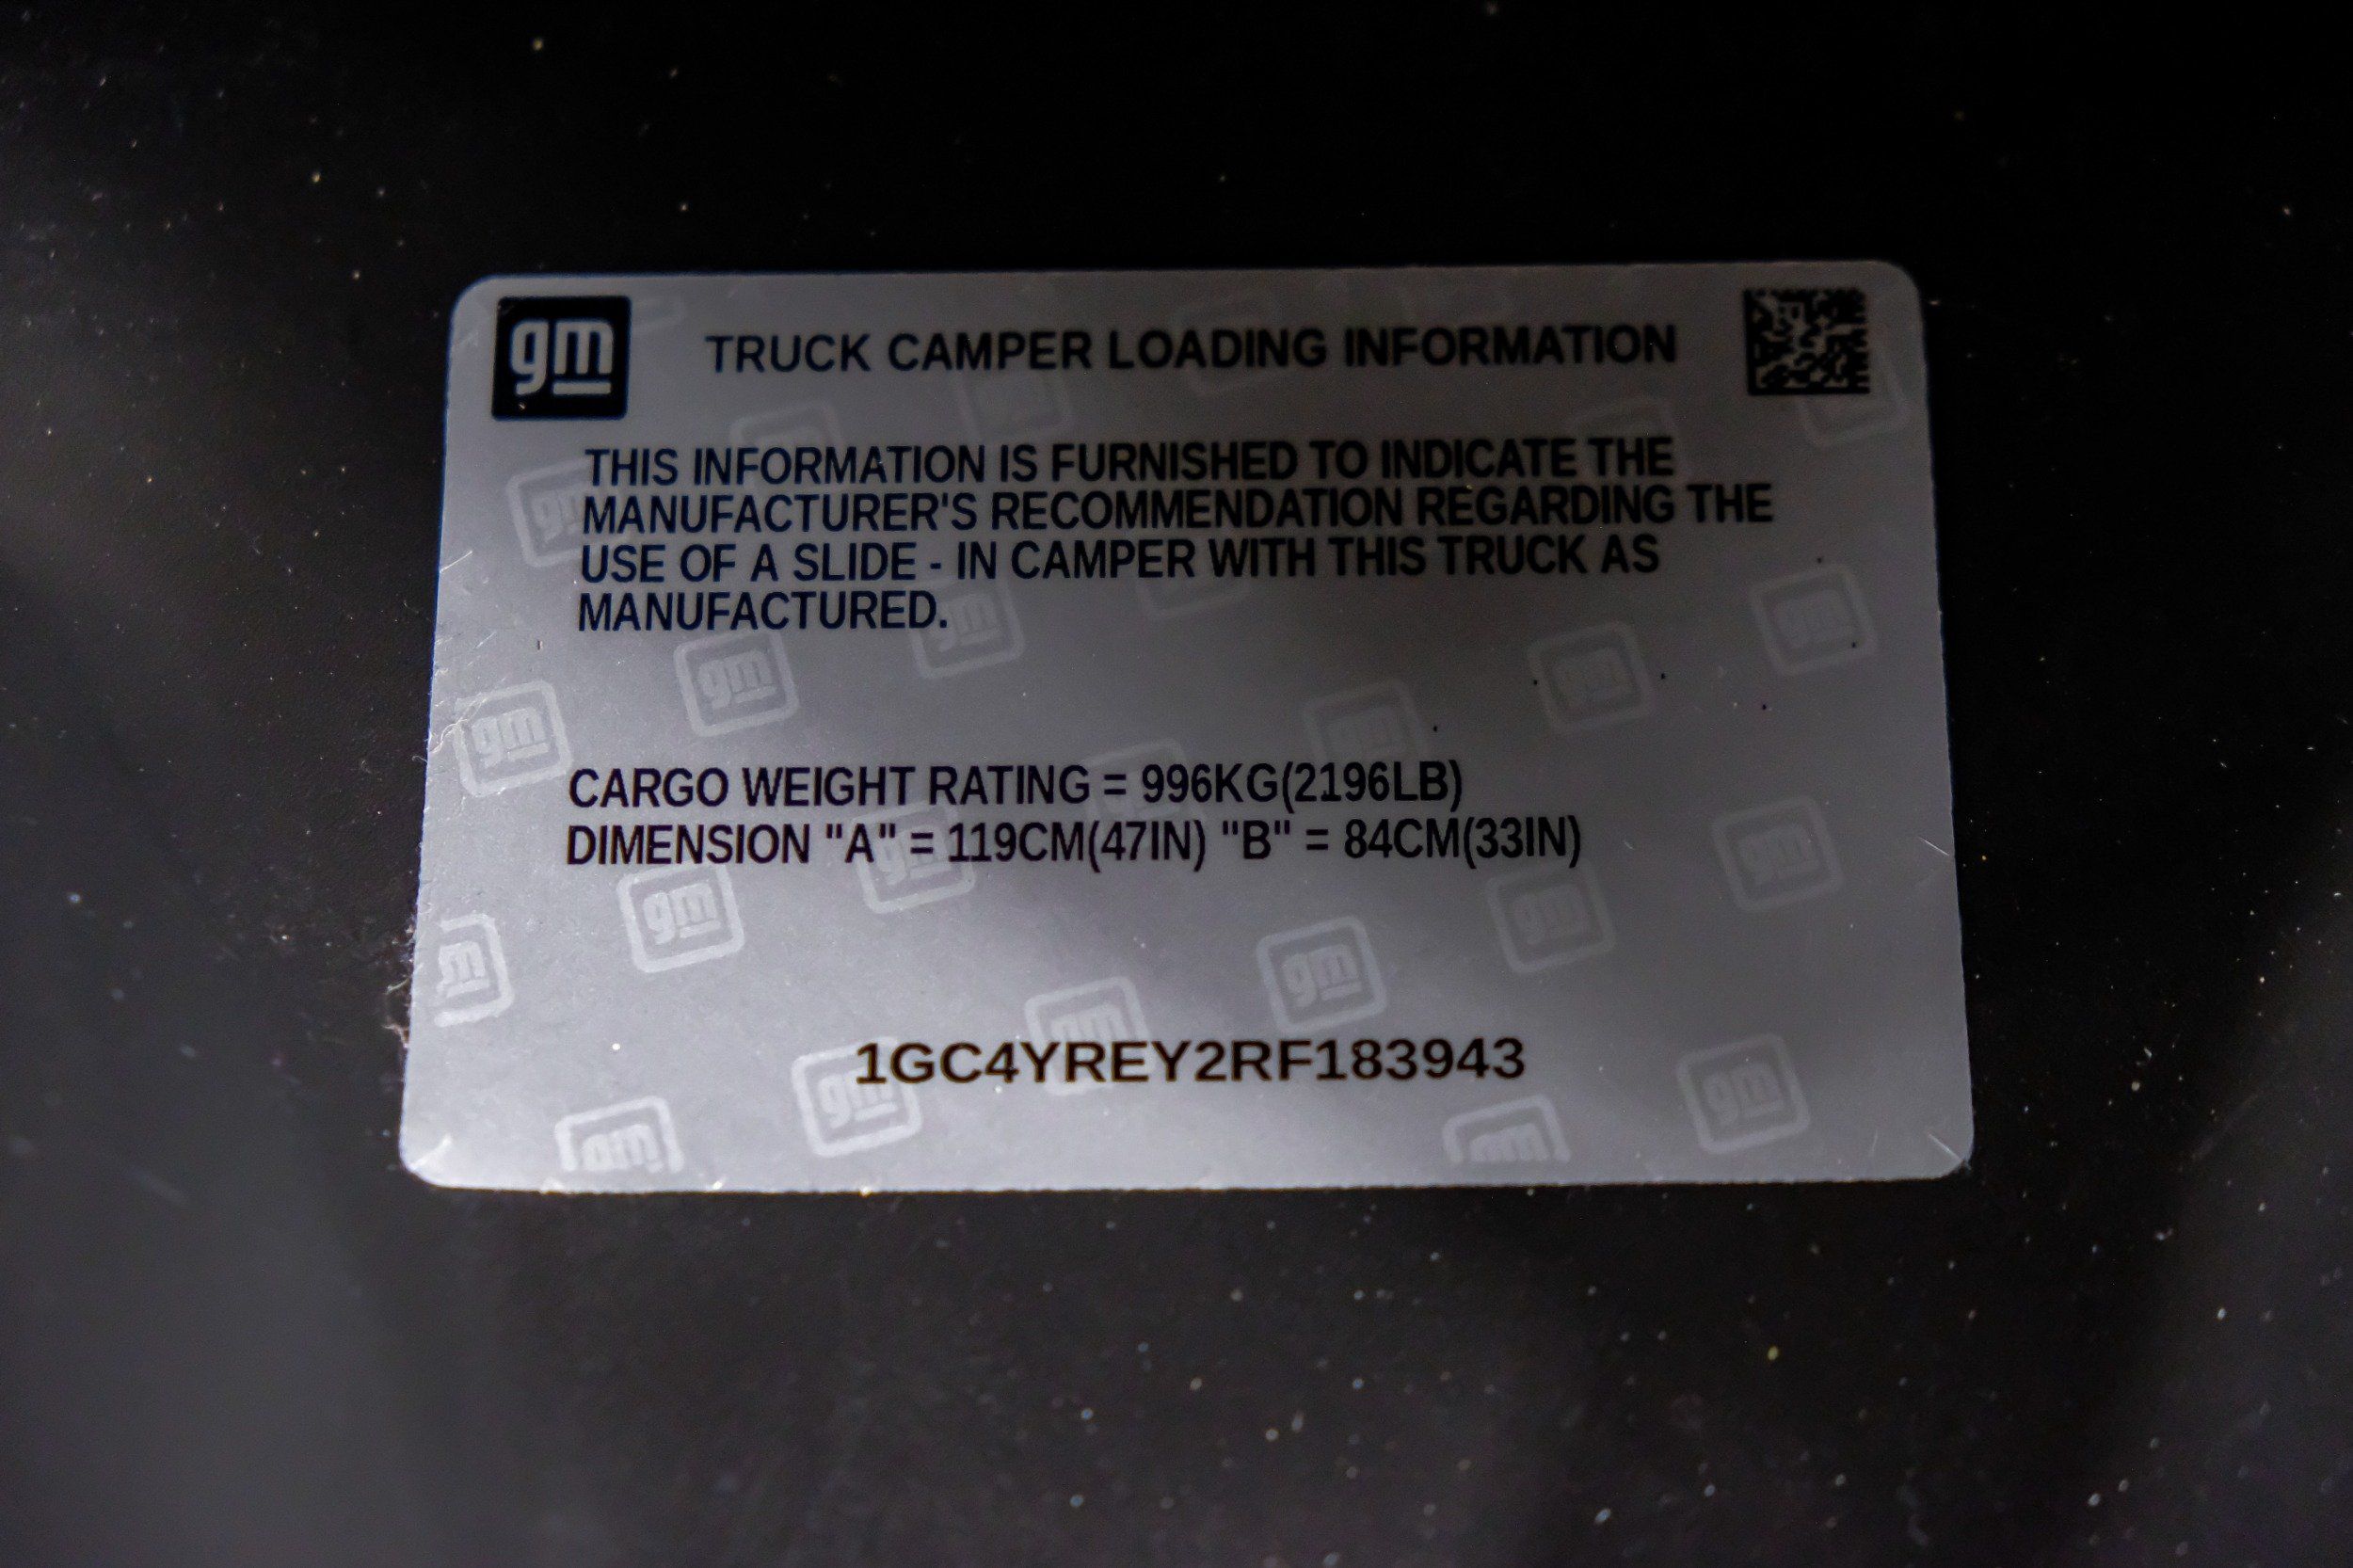 gm
TRUCK CAMPER LOADING INFORMATION
THIS INFORMATION IS FURNISHED TO INDICATE THE
MANUFACTURER'S RECOMMENDATION REGARDING THE
USE OF A SLIDE - IN CAMPER WITH THIS TRUCK AS
MANUFACTURED.
CARGO WEIGHT RATING = 996KG(2196LB)
DIMENSION "A" = 119CM(47IN) "B" = 84CM(33IN)
1GC4YREY2RF183943